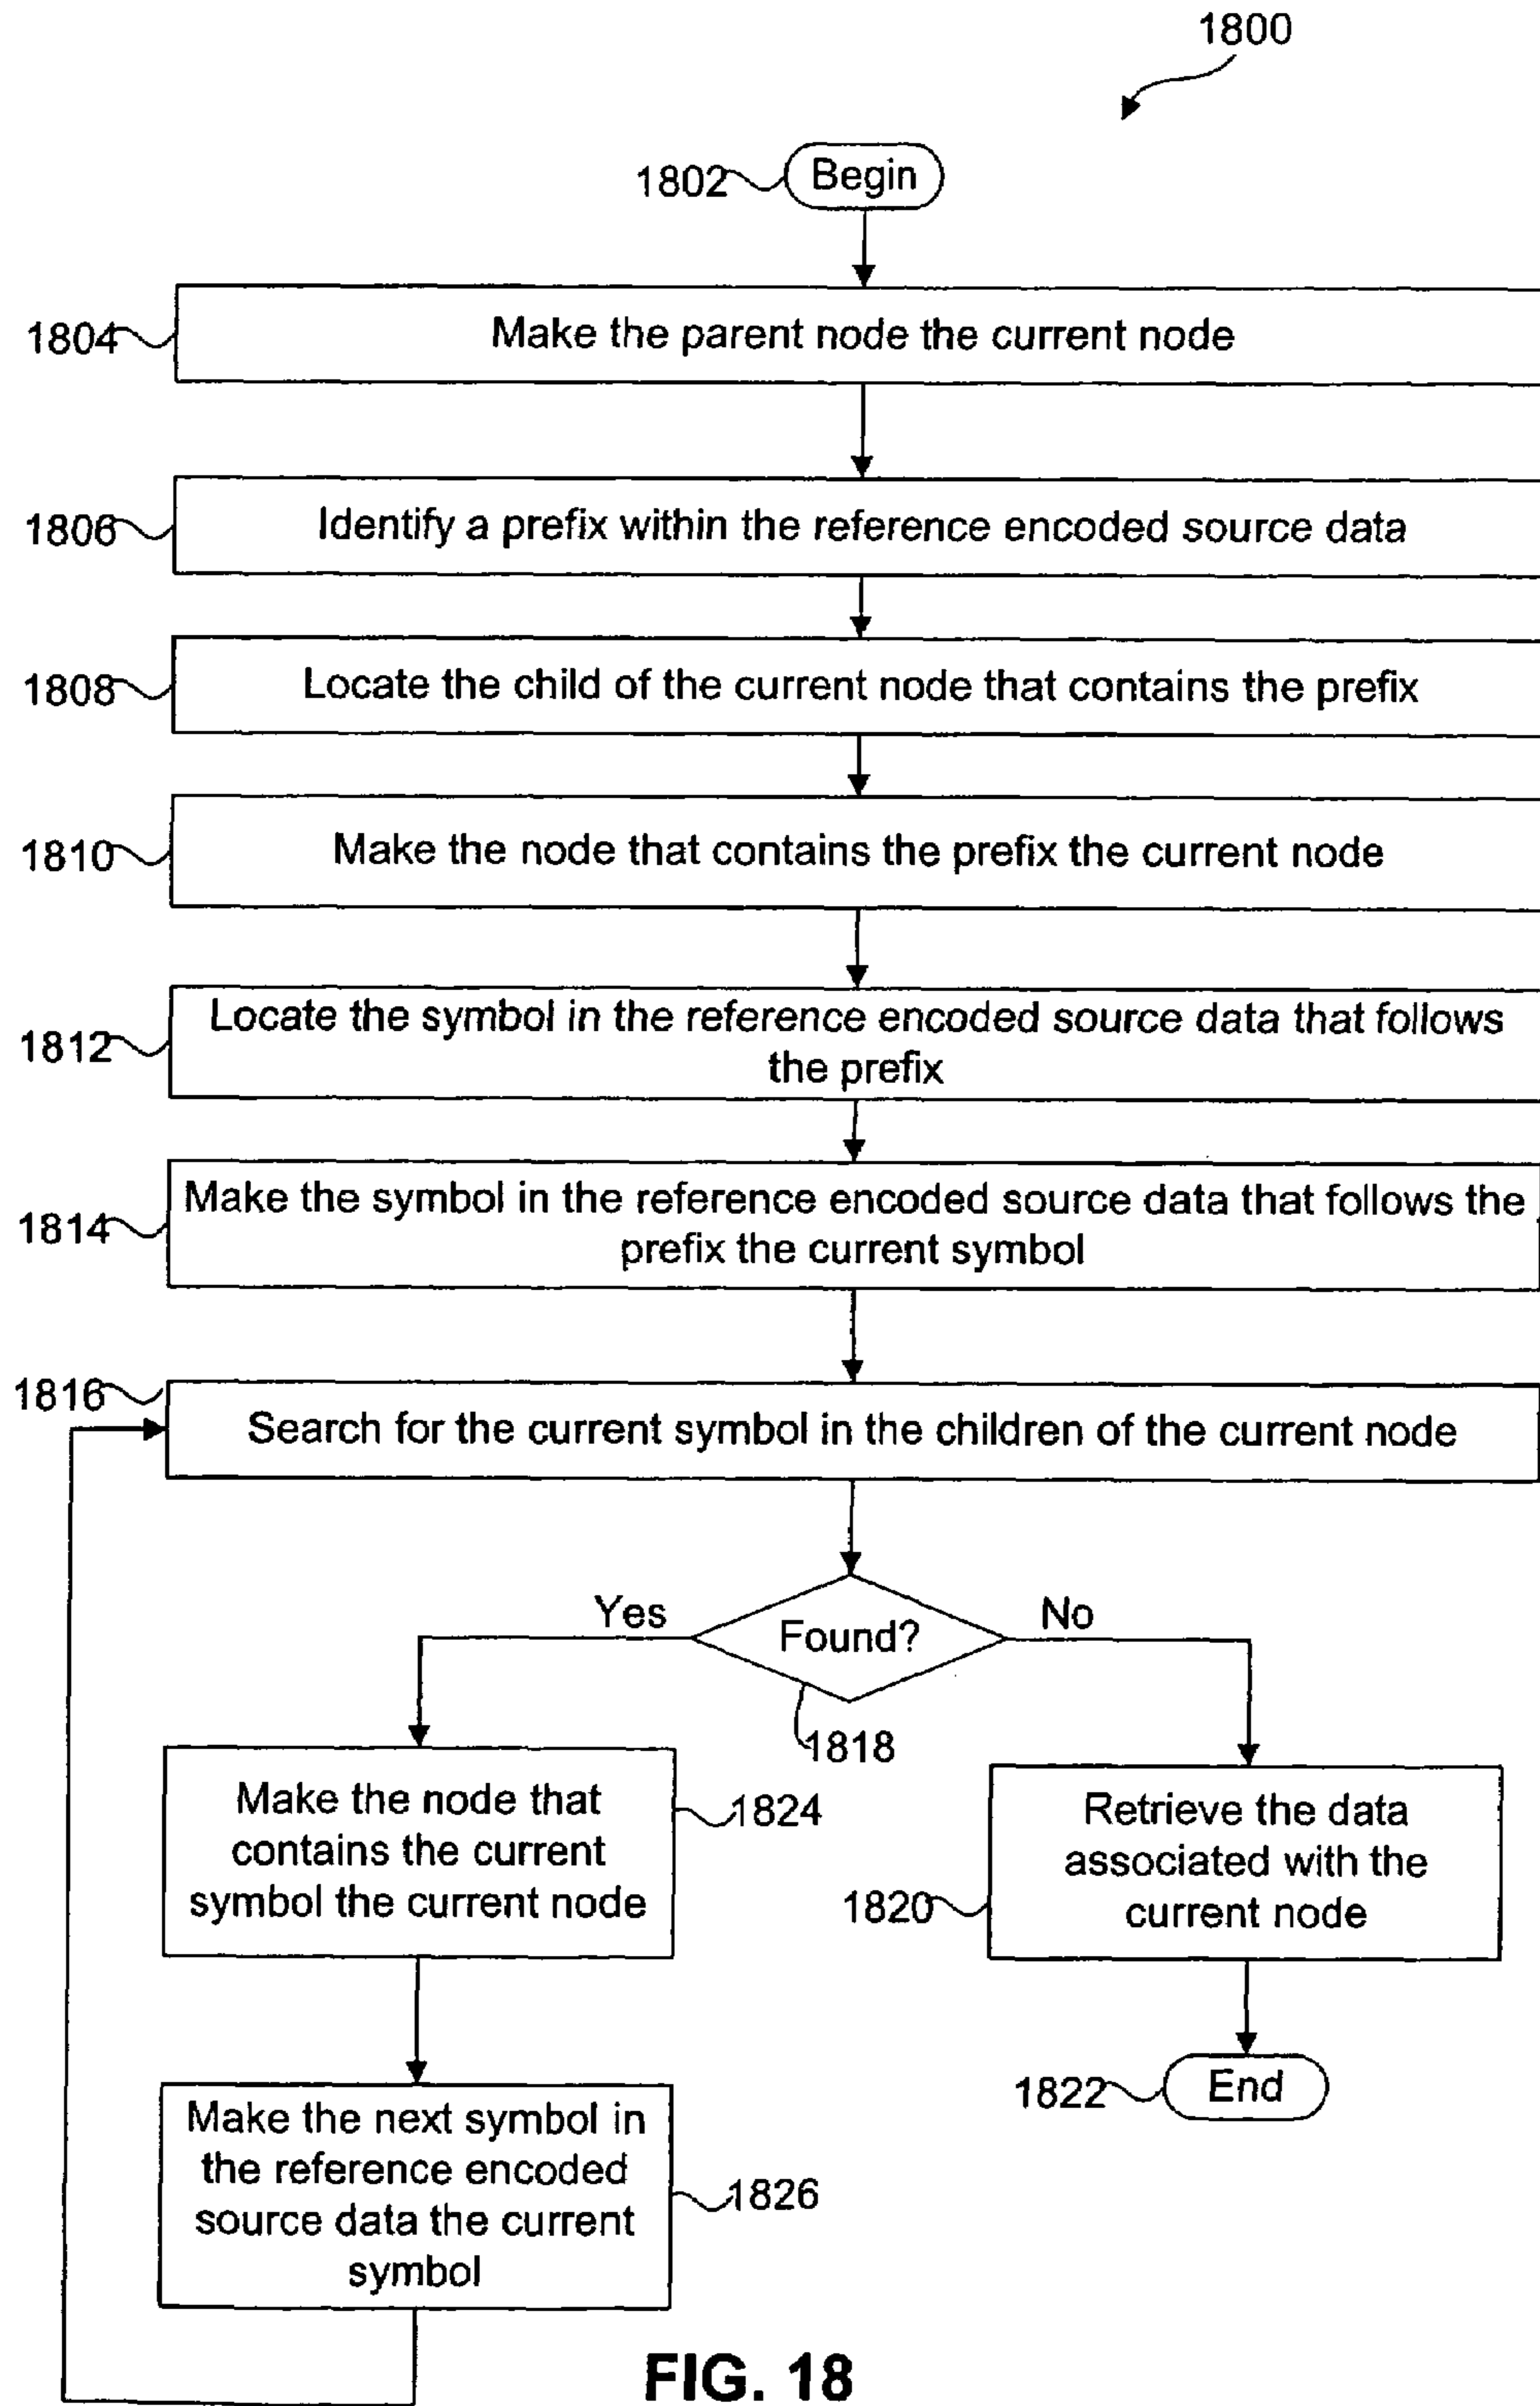 1800
1802
Begin
1804
Make the parent node the current node
1806
Identify a prefix within the reference encoded source data
1808
Locate the child of the current node that contains the prefix
1810
Make the node that contains the prefix the current node
1812
Locate the symbol in the reference encoded source data that follows
the prefix
1814
Make the symbol in the reference encoded source data that follows the
prefix the current symbol
1816
Search for the current symbol in the children of the current node
Yes
Found?
No
1818
Make the node that
contains the current
symbol the current node
1824
Retrieve the data
associated with the
current node
1820
Make the next symbol in
the reference encoded
source data the current
symbol
1826
1822
End
FIG. 18